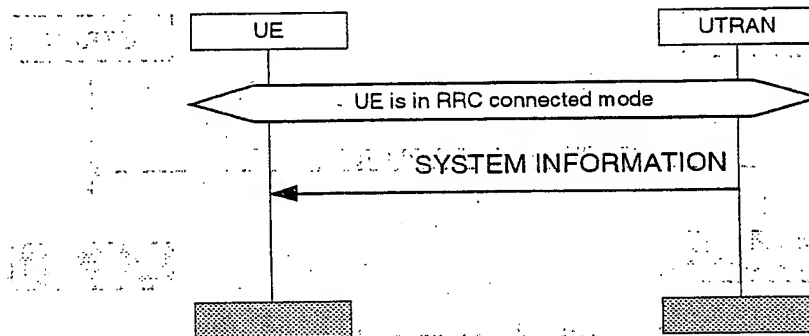 UE
UTRAN
UE is in RRC connected mode
SYSTEM INFORMATION